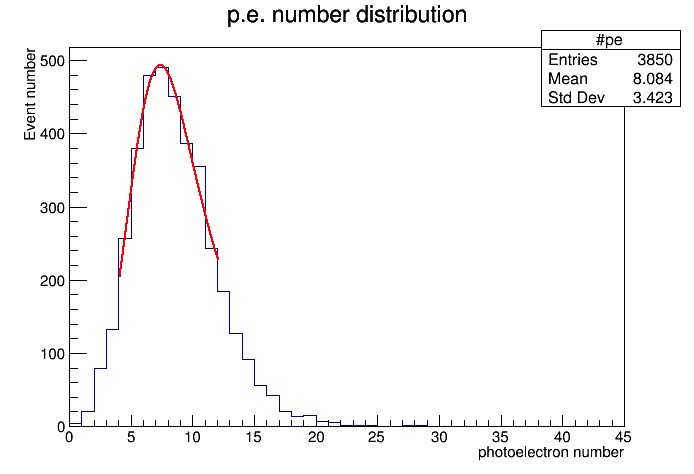 p.e. number distribution
#pe
Entries 3850
Mean 8.084
Std Dev 3.423
Event number
500
400
300
200
100
0
0 5 10 15 20 25 30 35 40 45
photoelectron number